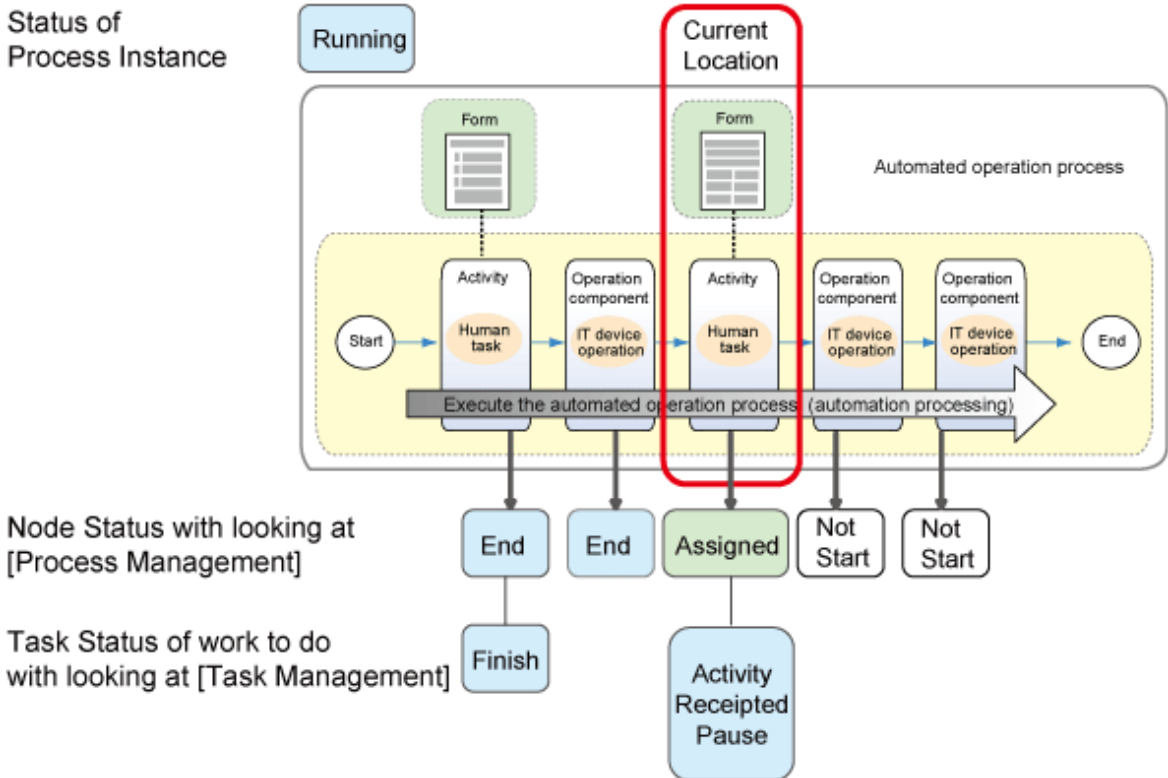 Status of
Process Instance
Running
Current
Location
Form
Form
Automated operation process
Activity
Operation
component
Activity
Operation
component
Operation
component
Start
Human
task
IT device
operation
Human
task
IT device
operation
IT device
operation
End
Execute the automated operation process (automation processing)
Node Status with looking at
[Process Management]
End
End
Assigned
Not
Start
Not
Start
Task Status of work to do
with looking at [Task Management]
Finish
Activity
Receipted
Pause